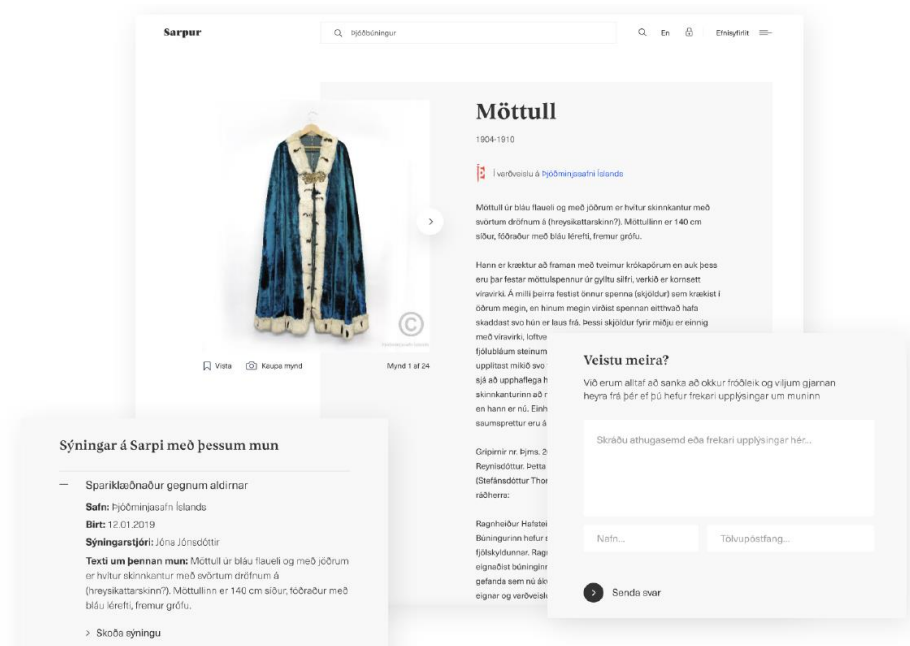 Sarpur
Þjóðbúningur
En
Efnisyfirlit
Möttull
1904-1910
Í varðveislu á Þjóðminjasafni Íslands
Möttull úr bláu flaueli og með jöðrum er hvítur skinnkantur með
svörtum dröfnum á (hreysikattarskinn?). Möttullinn er 140 cm
síður, fóðraður með bláu lérefti, fremur grófu.
Hann er kræktur að framan með tveimur krókapörum en auk þess
eru þar festar möttulspennur úr gylltu silfri, verkið er kornsett
víravirki. Á milli þeirra festist önnur spenna (skjöldur) sem krækist í
öðrum megin, en hinum megin virðist spennan eitthvað hafa
skaddast svo hún er laus frá. Þessi skjöldur fyrir miðju er einnig
með víravirki, loftve
fjólubláum steinum
upplitast mikið svo
sjá að upphaflega h
skinnkanturinn að
en hann er nú. Einh
saumsprettur eru á
Gripirnir nr. Þjms. 2
Reynisdóttur. Þetta
(Stefánsdóttur Thor
ráðherra:
Ragnheiður Hafstei
Búningurinn hefur
fjölskyldunnar. Rag
eignaðist búninginn
gefanda sem nú ák
eignar og varðveisl
Vista
Kaupa mynd
Mynd 1 af 24
Veistu meira?
Við erum alltaf að sanka að okkur fróðleik og viljum gjarnan
heyra frá þér ef þú hefur frekari upplýsingar um muninn
Skráðu athugasemd eða frekari upplýsingar hér...
Nafn...
Tölvupóstfang...
Senda svar
Sýningar á Sarpi með þessum mun
Spariklæðnaður gegnum aldirnar
Safn: Þjóðminjasafn Íslands
Birt: 12.01.2019
Sýningarstjóri: Jóna Jónsdóttir
Texti um þennan mun: Möttull úr bláu flaueli og með jöðrum
er hvítur skinnkantur með svörtum dröfnum á
(hreysikattarskinn?). Möttullinn er 140 cm síður, fóðraður með
bláu lérefti, fremur grófu.
Skoða sýningu